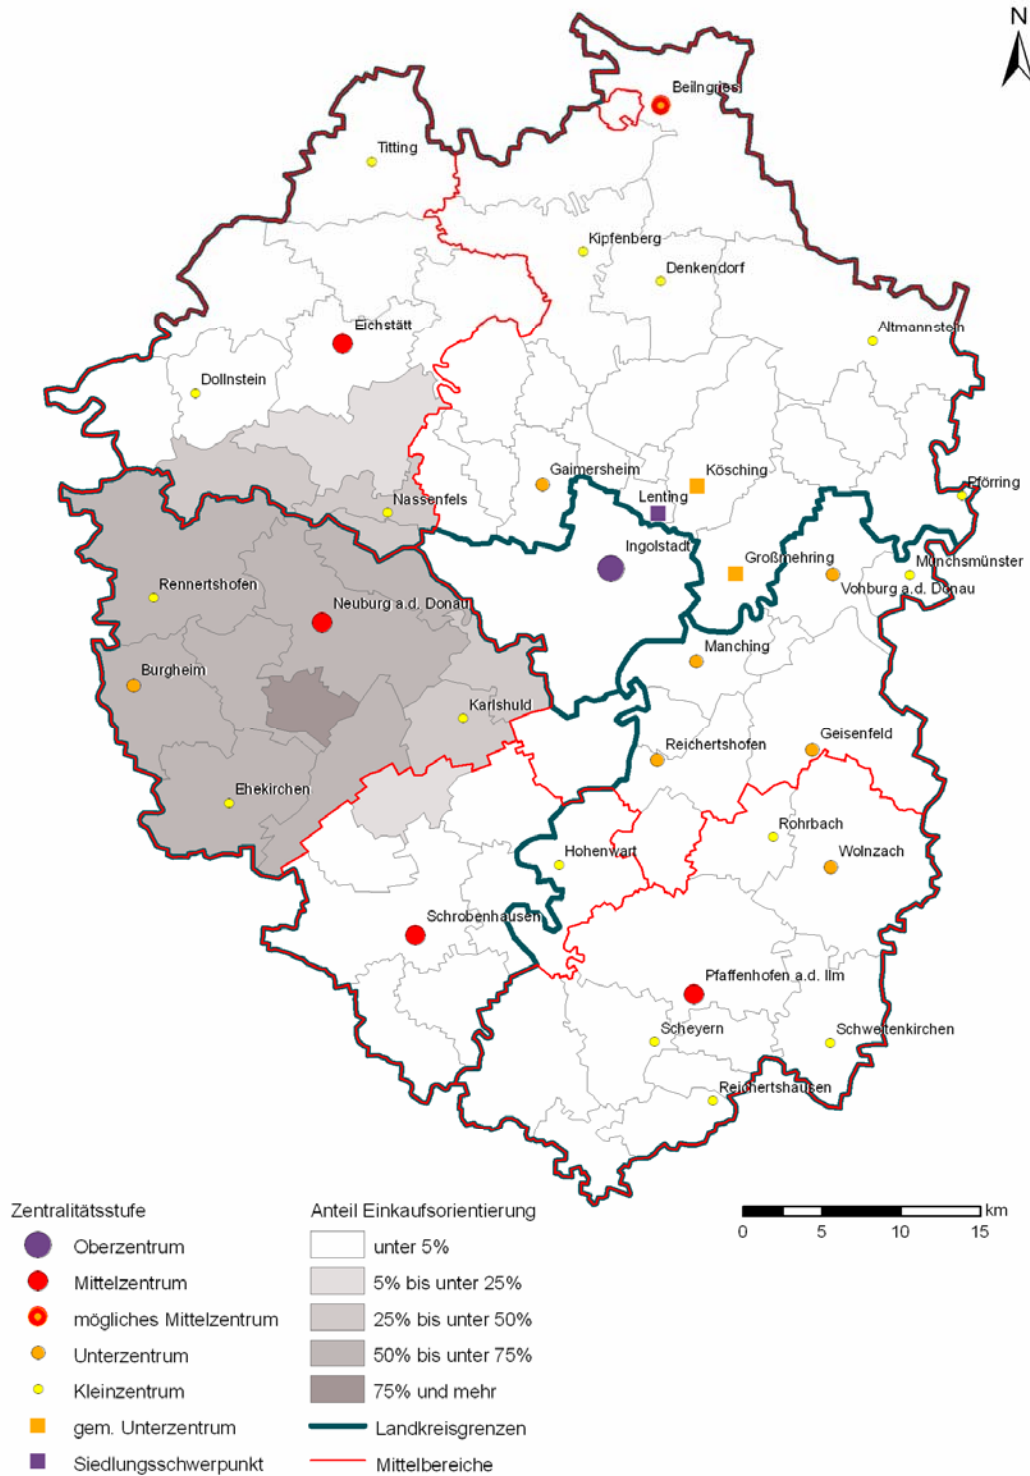 N
Beilngries
Titting
Kipfenberg
Denkendorf
Eichstätt
Altmannstein
Dollnstein
Gaimersheim
Kösching
Nassenfels
Lenting
Pförring
Ingolstadt
Großmehring
Münchsmünster
Rennertshofen
Neuburg a.d. Donau
Vohburg a.d. Donau
Manching
Burgheim
Karlshuld
Reichertshofen
Geisenfeld
Ehekirchen
Hohenwart
Rohrbach
Wolnzach
Schrobenhausen
Pfaffenhofen a.d. Ilm
Scheyern
Schweitenkirchen
Reichertshausen
km
0 5 10 15
Zentralitätsstufe
Oberzentrum
Mittelzentrum
mögliches Mittelzentrum
Unterzentrum
Kleinzentrum
gem. Unterzentrum
Siedlungsschwerpunkt
Anteil Einkaufsorientierung
unter 5%
5% bis unter 25%
25% bis unter 50%
50% bis unter 75%
75% und mehr
Landkreisgrenzen
Mittelbereiche